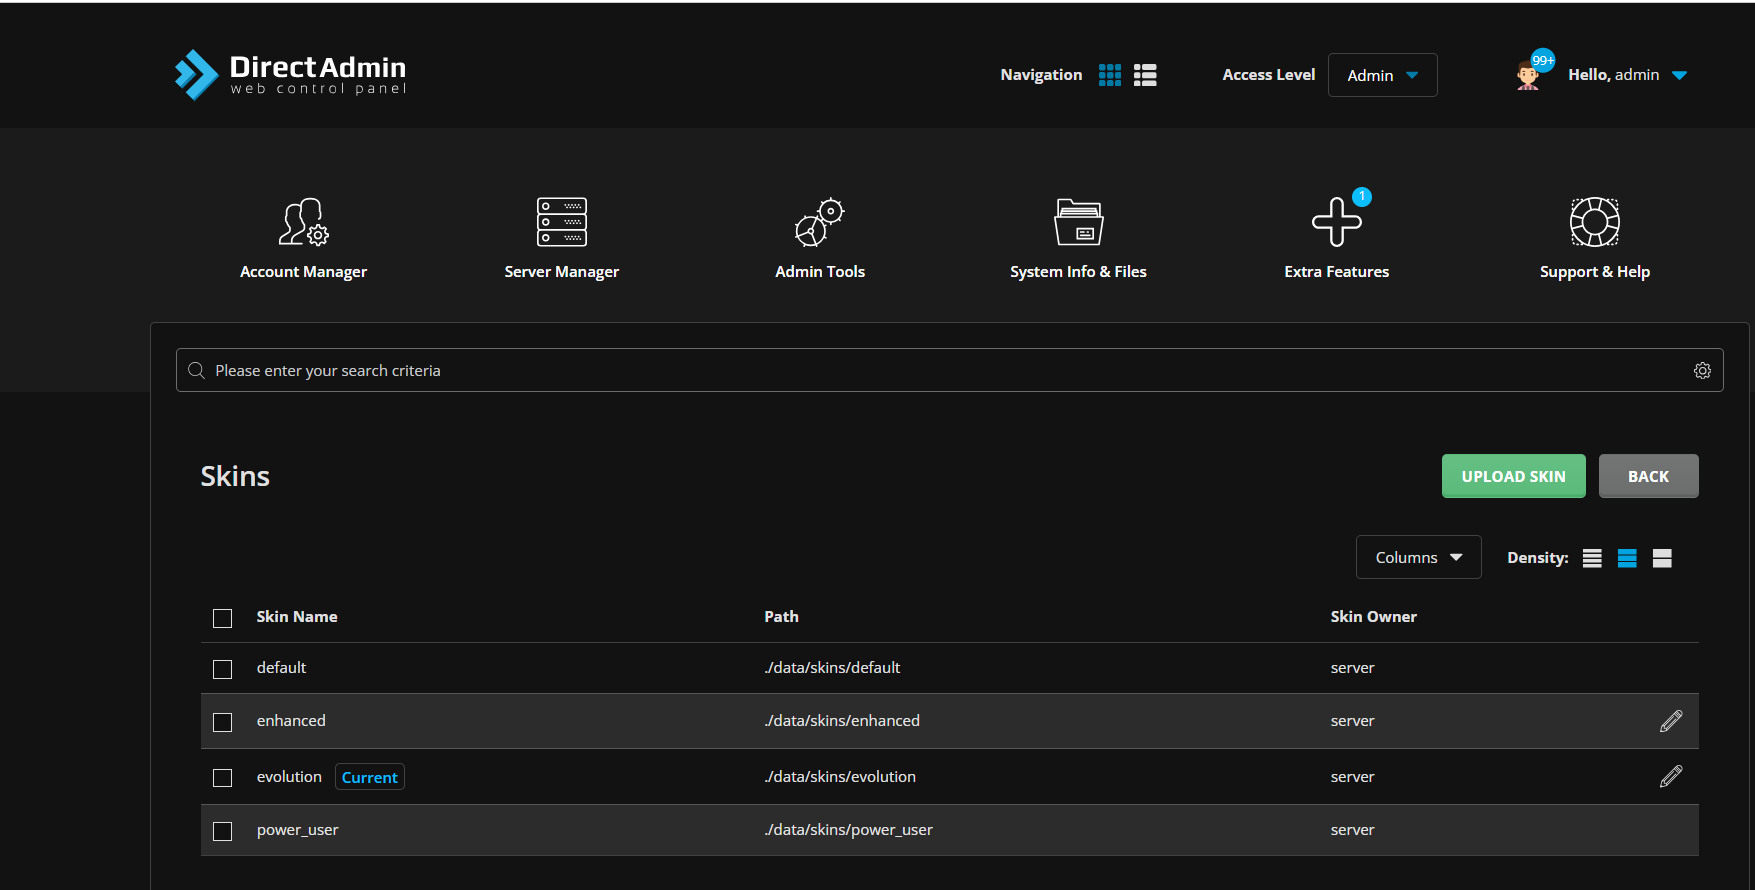 DirectAdmin
web control panel
Navigation
Access Level
Admin
99+
Hello, admin
Account Manager
Server Manager
Admin Tools
System Info & Files
1
Extra Features
Support & Help
Please enter your search criteria
Skins
UPLOAD SKIN
BACK
Columns
Density:
Skin Name Path Skin Owner
default ./data/skins/default server
enhanced ./data/skins/enhanced server
evolution Current ./data/skins/evolution server
power_user ./data/skins/power_user server